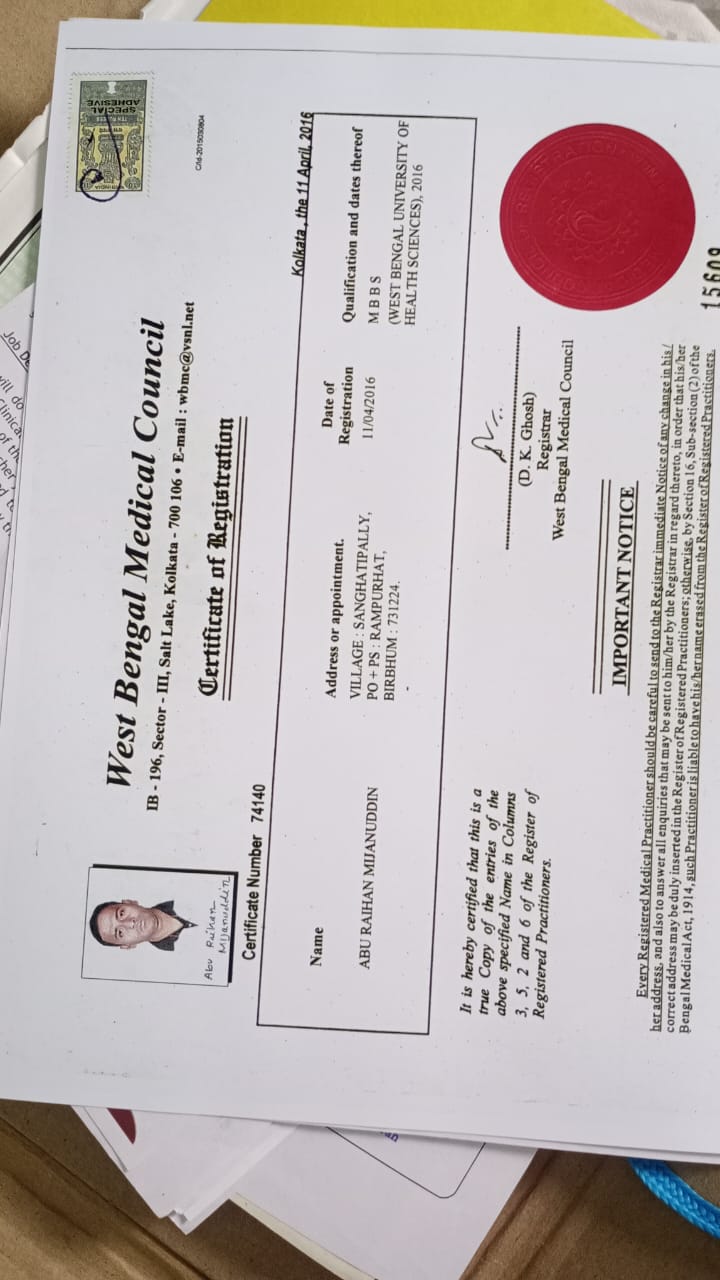 West Bengal Medical Council
IB - 196, Sector - III, Salt Lake, Kolkata - 700 106 • E-mail : wbmc@vsnl.net
C/id-2015030804
Certificate of Registration
Abu Raihan
Mijanuddin
SPECIAL
ADHESIVE
Certificate Number 74140
Kolkata , the 11 April, 2016
Name
ABU RAIHAN MIJANUDDIN
Address or appointment.
VILLAGE : SANGHATIPALLY,
PO + PS : RAMPURHAT,
BIRBHUM : 731224.
-
Date of
Registration
11/04/2016
Qualification and dates thereof
M B B S
(WEST BENGAL UNIVERSITY OF
HEALTH SCIENCES), 2016
It is hereby certified that this is a
true Copy of the entries of the
above specified Name in Columns
3, 5, 2 and 6 of the Register of
Registered Practitioners.
(D. K. Ghosh)
Registrar
West Bengal Medical Council
15609
IMPORTANT NOTICE
Every Registered Medical Practitioner should be careful to send to the Registrar immediate Notice of any change in his/
her address, and also to answer all enquiries that may be sent to him/her by the Registrar in regard thereto, in order that his/her
correct address may be duly inserted in the Register of Registered Practitioners; otherwise, by Section 16, Sub-section (2) of the
Bengal Medical Act, 1914, such Practitioner is liable to have his/her name erased from the Register of Registered Practitioners.